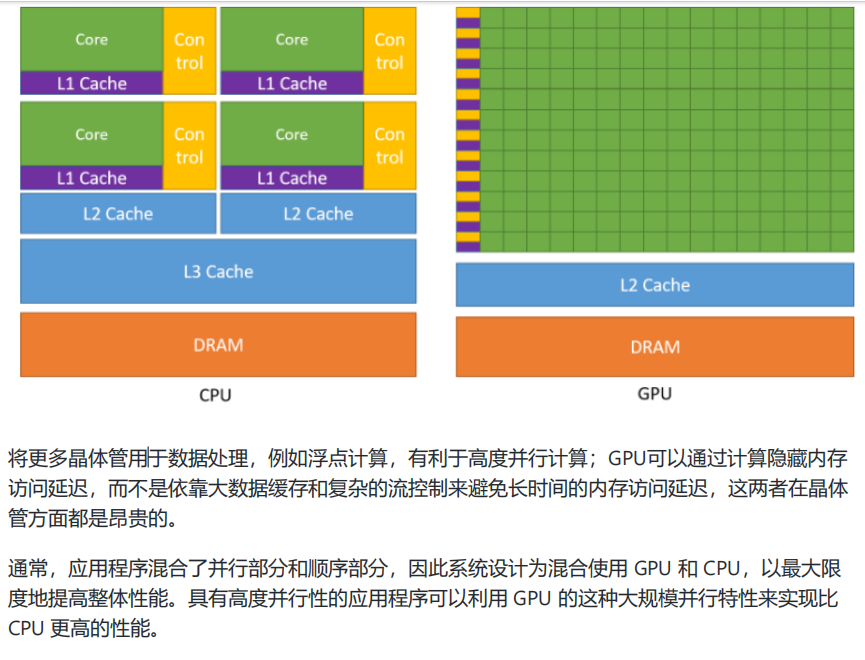 Core
Con
trol
Core
Con
trol
L1 Cache
L1 Cache
Core
Con
trol
Core
Con
trol
L1 Cache
L1 Cache
L2 Cache
L2 Cache
L3 Cache
DRAM
CPU
L2 Cache
DRAM
GPU
将更多晶体管用于数据处理，例如浮点计算，有利于高度并行计算；GPU可以通过计算隐藏内存
访问延迟，而不是依靠大数据缓存和复杂的流控制来避免长时间的内存访问延迟，这两者在晶体
管方面都是昂贵的。
通常，应用程序混合了并行部分和顺序部分，因此系统设计为混合使用 GPU 和 CPU，以最大限
度地提高整体性能。具有高度并行性的应用程序可以利用 GPU 的这种大规模并行特性来实现比
CPU 更高的性能。